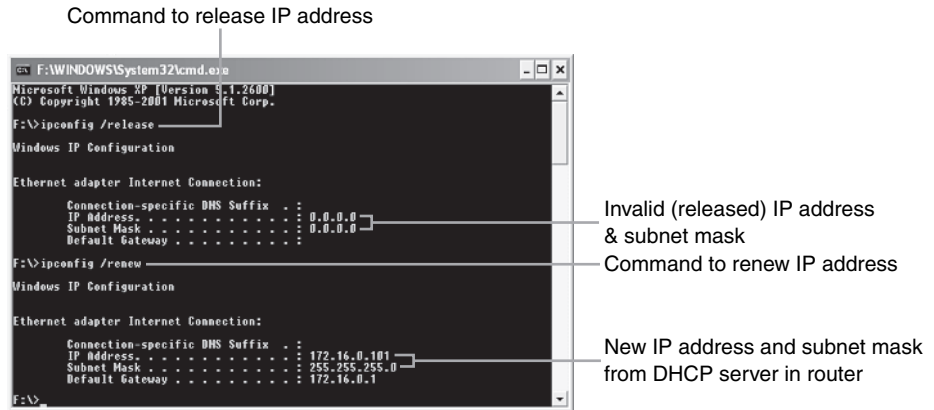 Command to release IP address
F:\WINDOWS\System32\cmd.exe
Microsoft Windows XP [Version 5.1.2600]
(C) Copyright 1985-2001 Microsoft Corp.
F:\>ipconfig /release
Windows IP Configuration
Ethernet adapter Internet Connection:
Connection-specific DNS Suffix . :
IP Address. . . . . . . . . . . . : 0.0.0.0
Subnet Mask . . . . . . . . . . . : 0.0.0.0
Default Gateway . . . . . . . . . :
Invalid (released) IP address
& subnet mask
F:\>ipconfig /renew
Command to renew IP address
Windows IP Configuration
Ethernet adapter Internet Connection:
Connection-specific DNS Suffix . :
IP Address. . . . . . . . . . . . : 172.16.0.101
Subnet Mask . . . . . . . . . . . : 255.255.255.0
Default Gateway . . . . . . . . . : 172.16.0.1
New IP address and subnet mask
from DHCP server in router
F:\>_